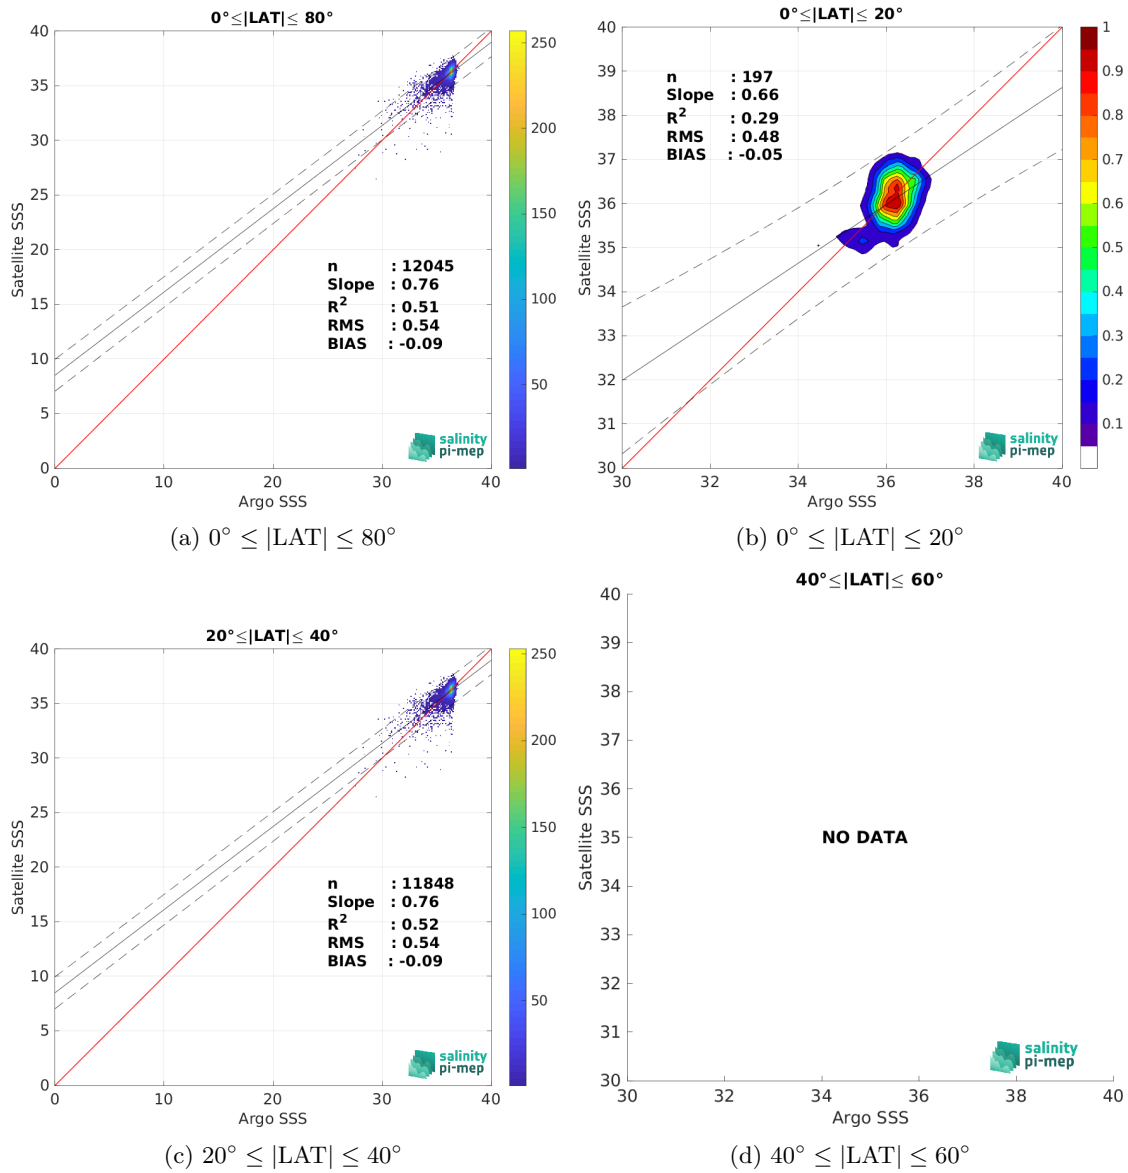 0°≤|LAT|≤ 80°
40
35
30
25
20
15
10
5
0
Satellite SSS
n : 12045
Slope : 0.76
R² : 0.51
RMS : 0.54
BIAS : -0.09
salinity
pi-mep
0 10 20 30 40
Argo SSS
250
200
150
100
50
(a) 0° ≤ |LAT| ≤ 80°
0°≤|LAT|≤ 20°
40
39
38
37
36
35
34
33
32
31
30
Satellite SSS
n : 197
Slope : 0.66
R² : 0.29
RMS : 0.48
BIAS : -0.05
salinity
pi-mep
30 32 34 36 38 40
Argo SSS
1
0.9
0.8
0.7
0.6
0.5
0.4
0.3
0.2
0.1
(b) 0° ≤ |LAT| ≤ 20°
20°≤|LAT|≤ 40°
40
35
30
25
20
15
10
5
0
Satellite SSS
n : 11848
Slope : 0.76
R² : 0.52
RMS : 0.54
BIAS : -0.09
salinity
pi-mep
0 10 20 30 40
Argo SSS
250
200
150
100
50
(c) 20° ≤ |LAT| ≤ 40°
40°≤|LAT|≤ 60°
40
39
38
37
36
35
34
33
32
31
30
Satellite SSS
NO DATA
salinity
pi-mep
30 32 34 36 38 40
Argo SSS
(d) 40° ≤ |LAT| ≤ 60°